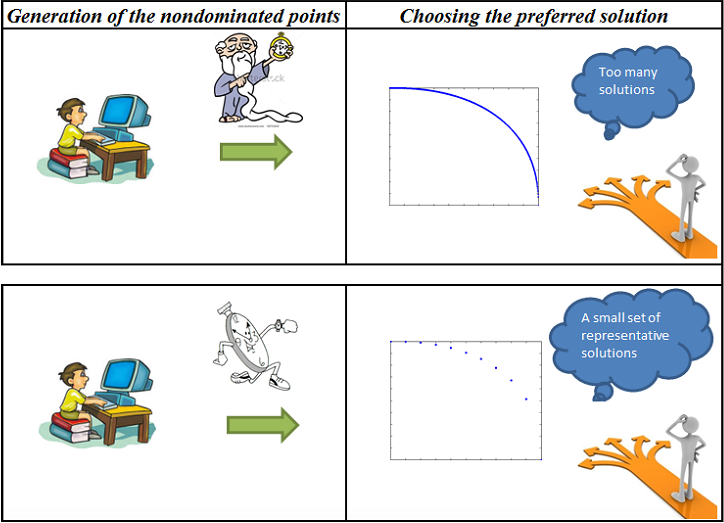 Generation of the nondominated points
Choosing the preferred solution
Too many
solutions
A small set of
representative
solutions